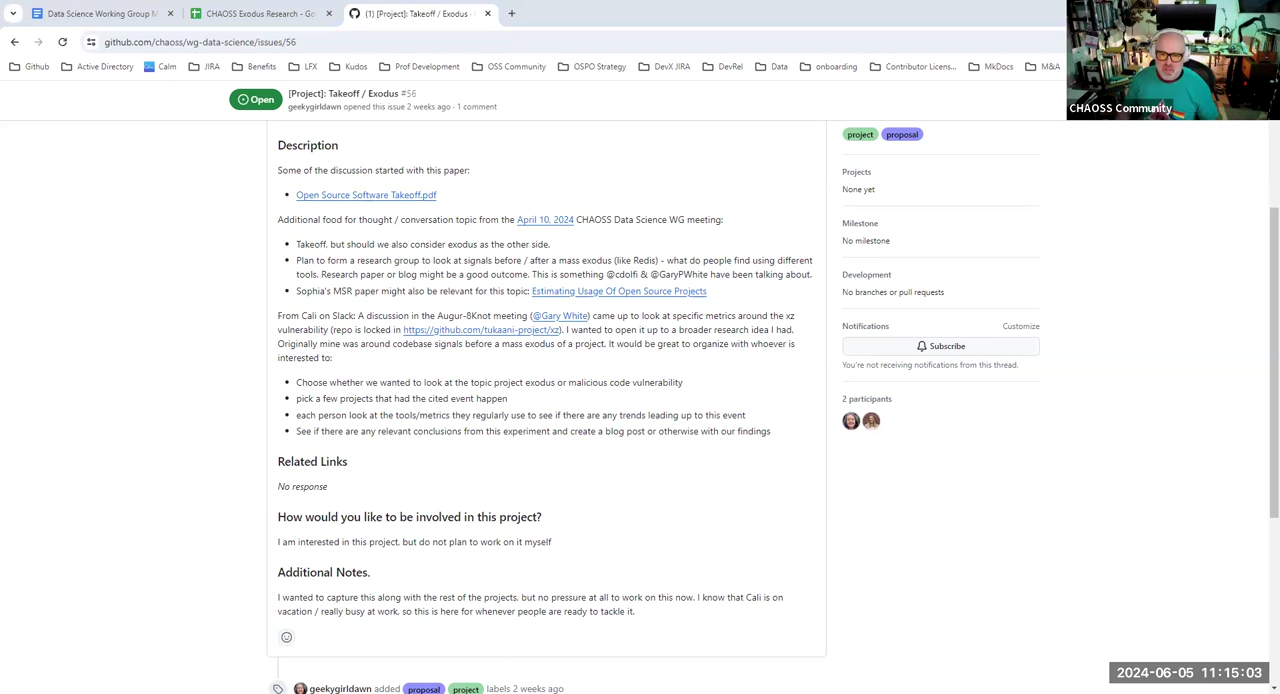 Data Science Working Group M
CHAOSS Exodus Research - Go
(1) [Project]: Takeoff / Exodus ·
github.com/chaoss/wg-data-science/issues/56
Github
Active Directory
Calm
JIRA
Benefits
LFX
Kudos
Prof Development
OSS Community
OSPO Strategy
DevX JIRA
DevRel
Data
onboarding
Contributor Licens...
MkDocs
M&A
CHAOSS Community
Open
[Project]: Takeoff / Exodus #56
geekygirldawn opened this issue 2 weeks ago · 1 comment
Description
Some of the discussion started with this paper:
• Open Source Software Takeoff.pdf
Additional food for thought / conversation topic from the April 10, 2024 CHAOSS Data Science WG meeting:
• Takeoff, but should we also consider exodus as the other side.
• Plan to form a research group to look at signals before / after a mass exodus (like Redis) - what do people find using different
tools. Research paper or blog might be a good outcome. This is something @cdolfi & @GaryPWhite have been talking about.
• Sophia's MSR paper might also be relevant for this topic: Estimating Usage Of Open Source Projects
From Cali on Slack: A discussion in the Augur-8Knot meeting (@Gary White) came up to look at specific metrics around the xz
vulnerability (repo is locked in https://github.com/tukaani-project/xz). I wanted to open it up to a broader research idea I had.
Originally mine was around codebase signals before a mass exodus of a project. It would be great to organize with whoever is
interested to:
• Choose whether we wanted to look at the topic project exodus or malicious code vulnerability
• pick a few projects that had the cited event happen
• each person look at the tools/metrics they regularly use to see if there are any trends leading up to this event
• See if there are any relevant conclusions from this experiment and create a blog post or otherwise with our findings
Related Links
No response
How would you like to be involved in this project?
I am interested in this project, but do not plan to work on it myself
Additional Notes.
I wanted to capture this along with the rest of the projects, but no pressure at all to work on this now. I know that Cali is on
vacation / really busy at work, so this is here for whenever people are ready to tackle it.
geekygirldawn added proposal project labels 2 weeks ago
project proposal
Projects
None yet
Milestone
No milestone
Development
No branches or pull requests
Notifications
Customize
Subscribe
You're not receiving notifications from this thread.
2 participants
2024-06-05 11:15:03